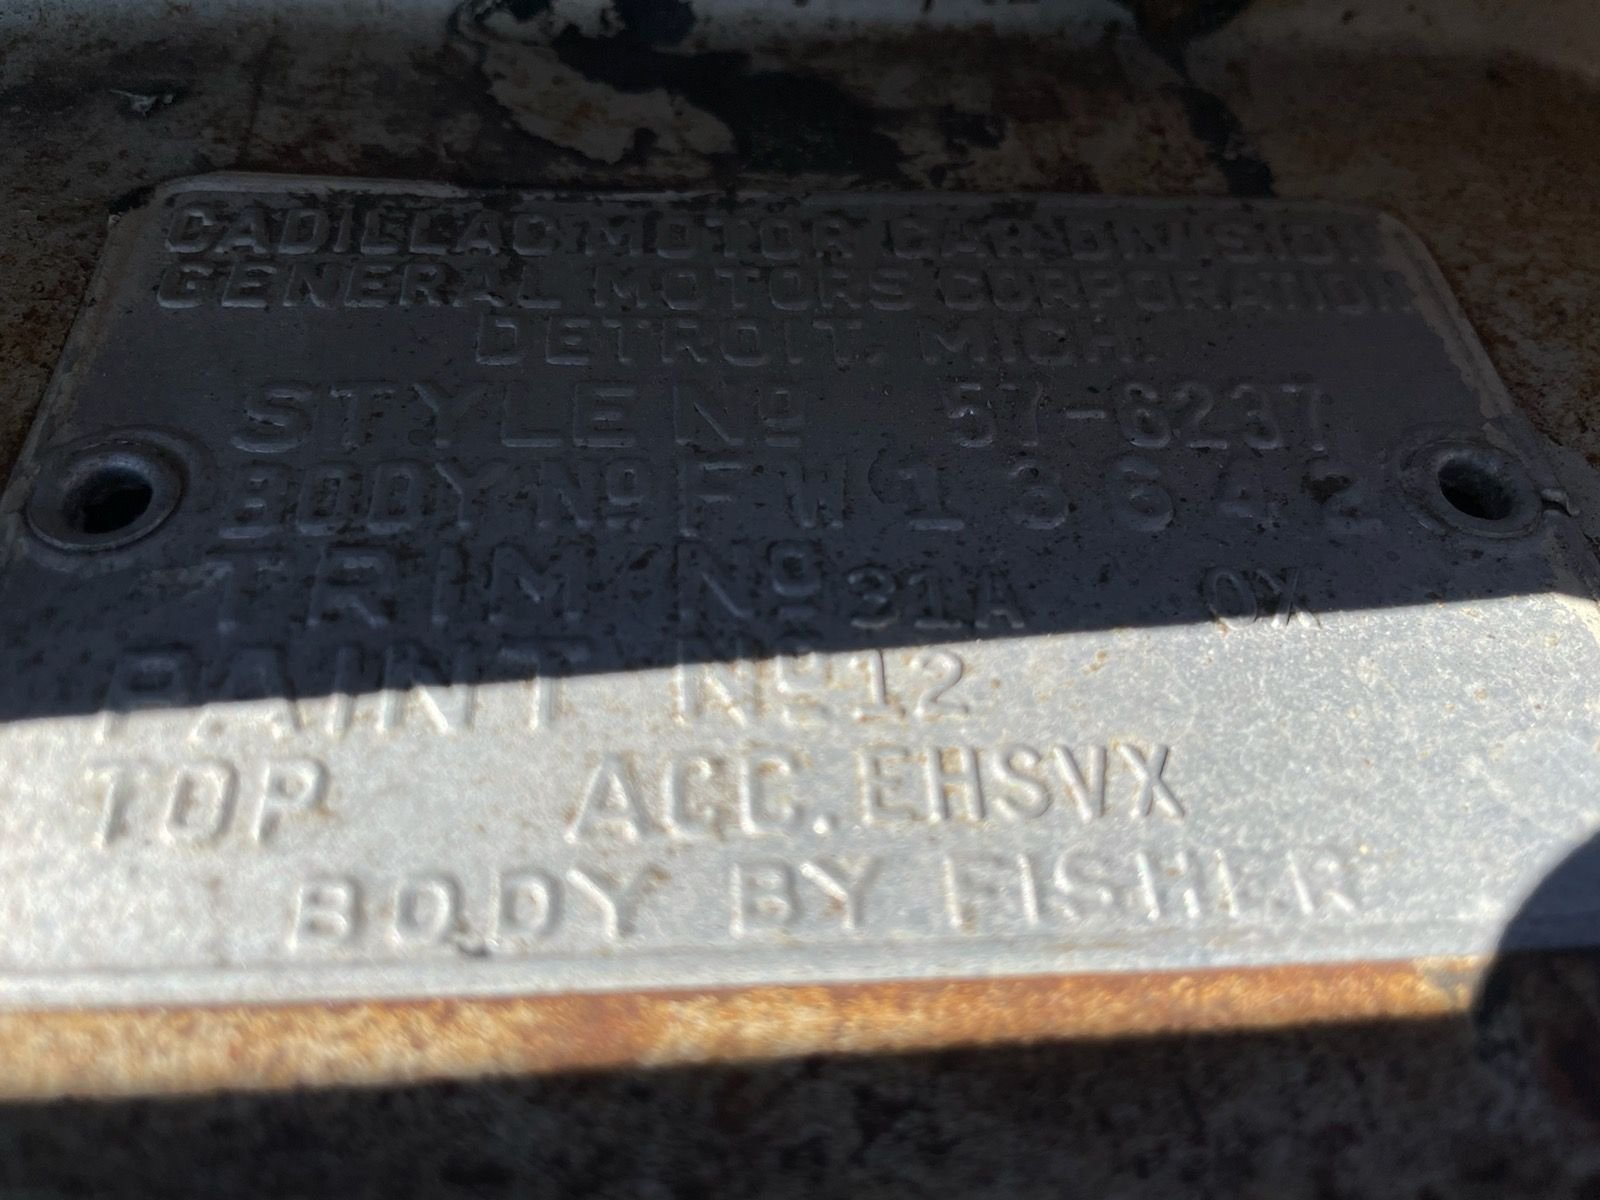 CADILLAC MOTOR CAR DIVISION
GENERAL MOTORS CORPORATION
DETROIT, MICH.
STYLE Nº 57-6237
BODY Nº FW 13642
TRIM Nº 31A OX
PAINT Nº 12
TOP ACC. EHSVX
BODY BY FISHER